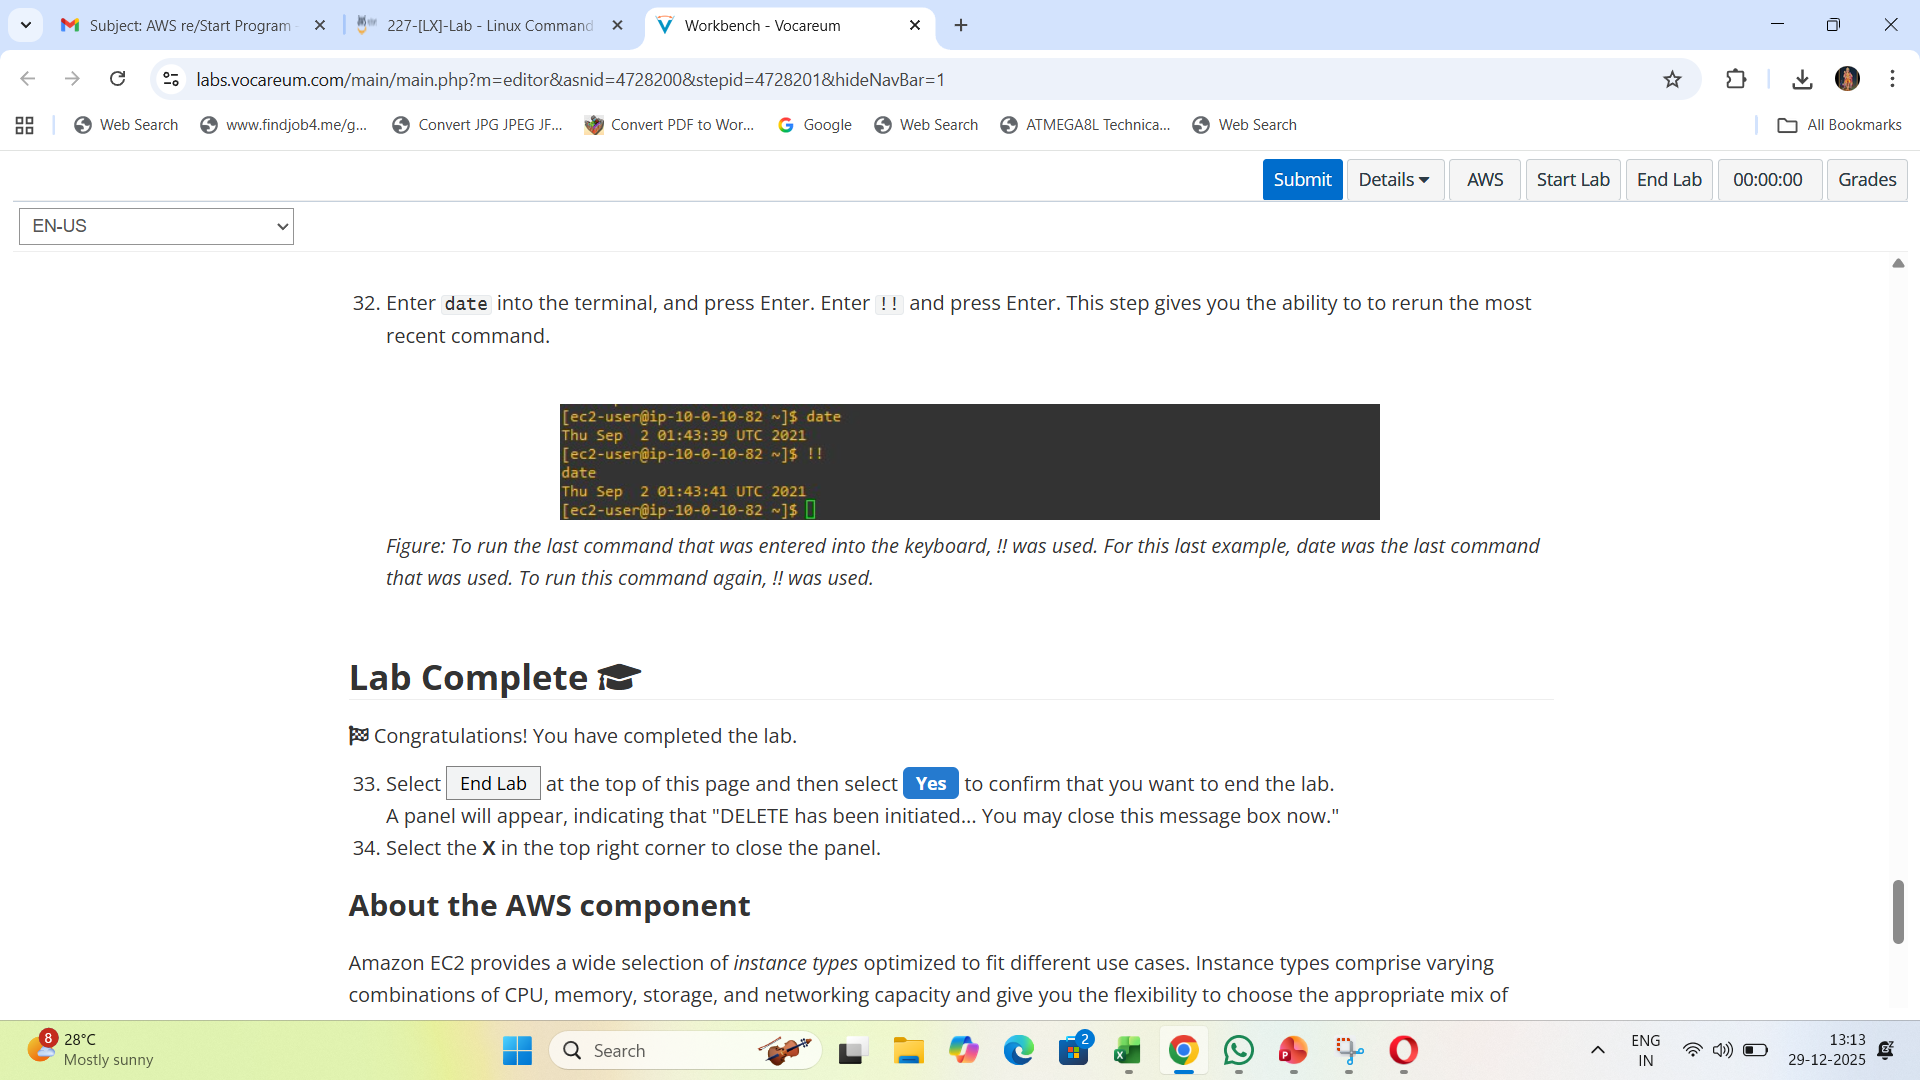 Subject: AWS re/Start Program -
227-[LX]-Lab - Linux Command
Workbench - Vocareum
labs.vocareum.com/main/main.php?m=editor&asnid=4728200&stepid=4728201&hideNavBar=1
Web Search
www.findjob4.me/g...
Convert JPG JPEG JF...
Convert PDF to Wor...
Google
Web Search
ATMEGA8L Technica...
Web Search
All Bookmarks
Submit
Details
AWS
Start Lab
End Lab
00:00:00
Grades
EN-US
32. Enter date into the terminal, and press Enter. Enter !! and press Enter. This step gives you the ability to to rerun the most
recent command.
[ec2-user@ip-10-0-10-82 ~]$ date
Thu Sep  2 01:43:39 UTC 2021
[ec2-user@ip-10-0-10-82 ~]$ !!
date
Thu Sep  2 01:43:41 UTC 2021
[ec2-user@ip-10-0-10-82 ~]$
Figure: To run the last command that was entered into the keyboard, !! was used. For this last example, date was the last command
that was used. To run this command again, !! was used.
Lab Complete
Congratulations! You have completed the lab.
33. Select End Lab at the top of this page and then select Yes to confirm that you want to end the lab.
A panel will appear, indicating that "DELETE has been initiated... You may close this message box now."
34. Select the X in the top right corner to close the panel.
About the AWS component
Amazon EC2 provides a wide selection of instance types optimized to fit different use cases. Instance types comprise varying
combinations of CPU, memory, storage, and networking capacity and give you the flexibility to choose the appropriate mix of
8
28°C
Mostly sunny
Search
2
ENG
IN
13:13
29-12-2025